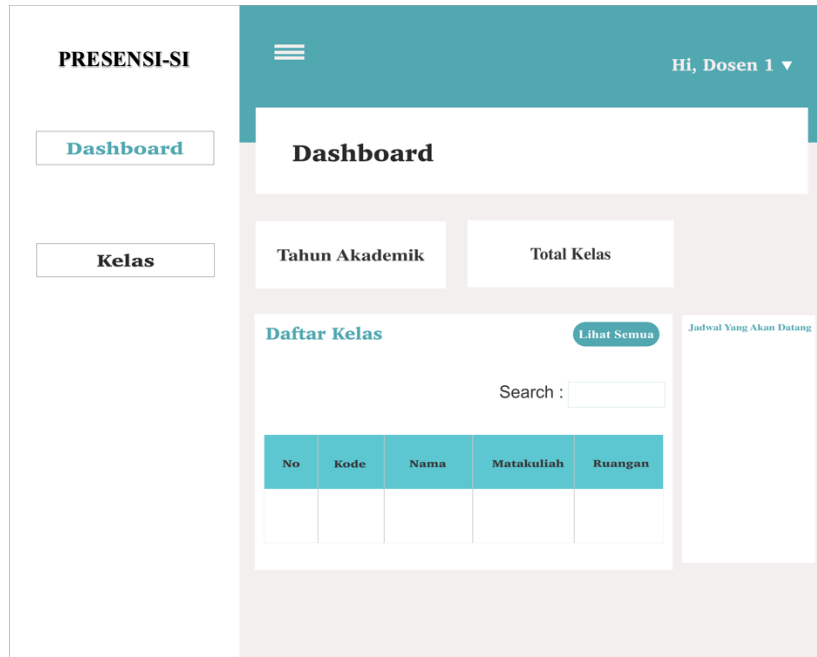 PRESENSI-SI
Hi, Dosen 1 ▼
Dashboard
Kelas
Dashboard
Tahun Akademik
Total Kelas
Daftar Kelas
Lihat Semua
Search :
No Kode Nama Matakuliah Ruangan
Jadwal Yang Akan Datang